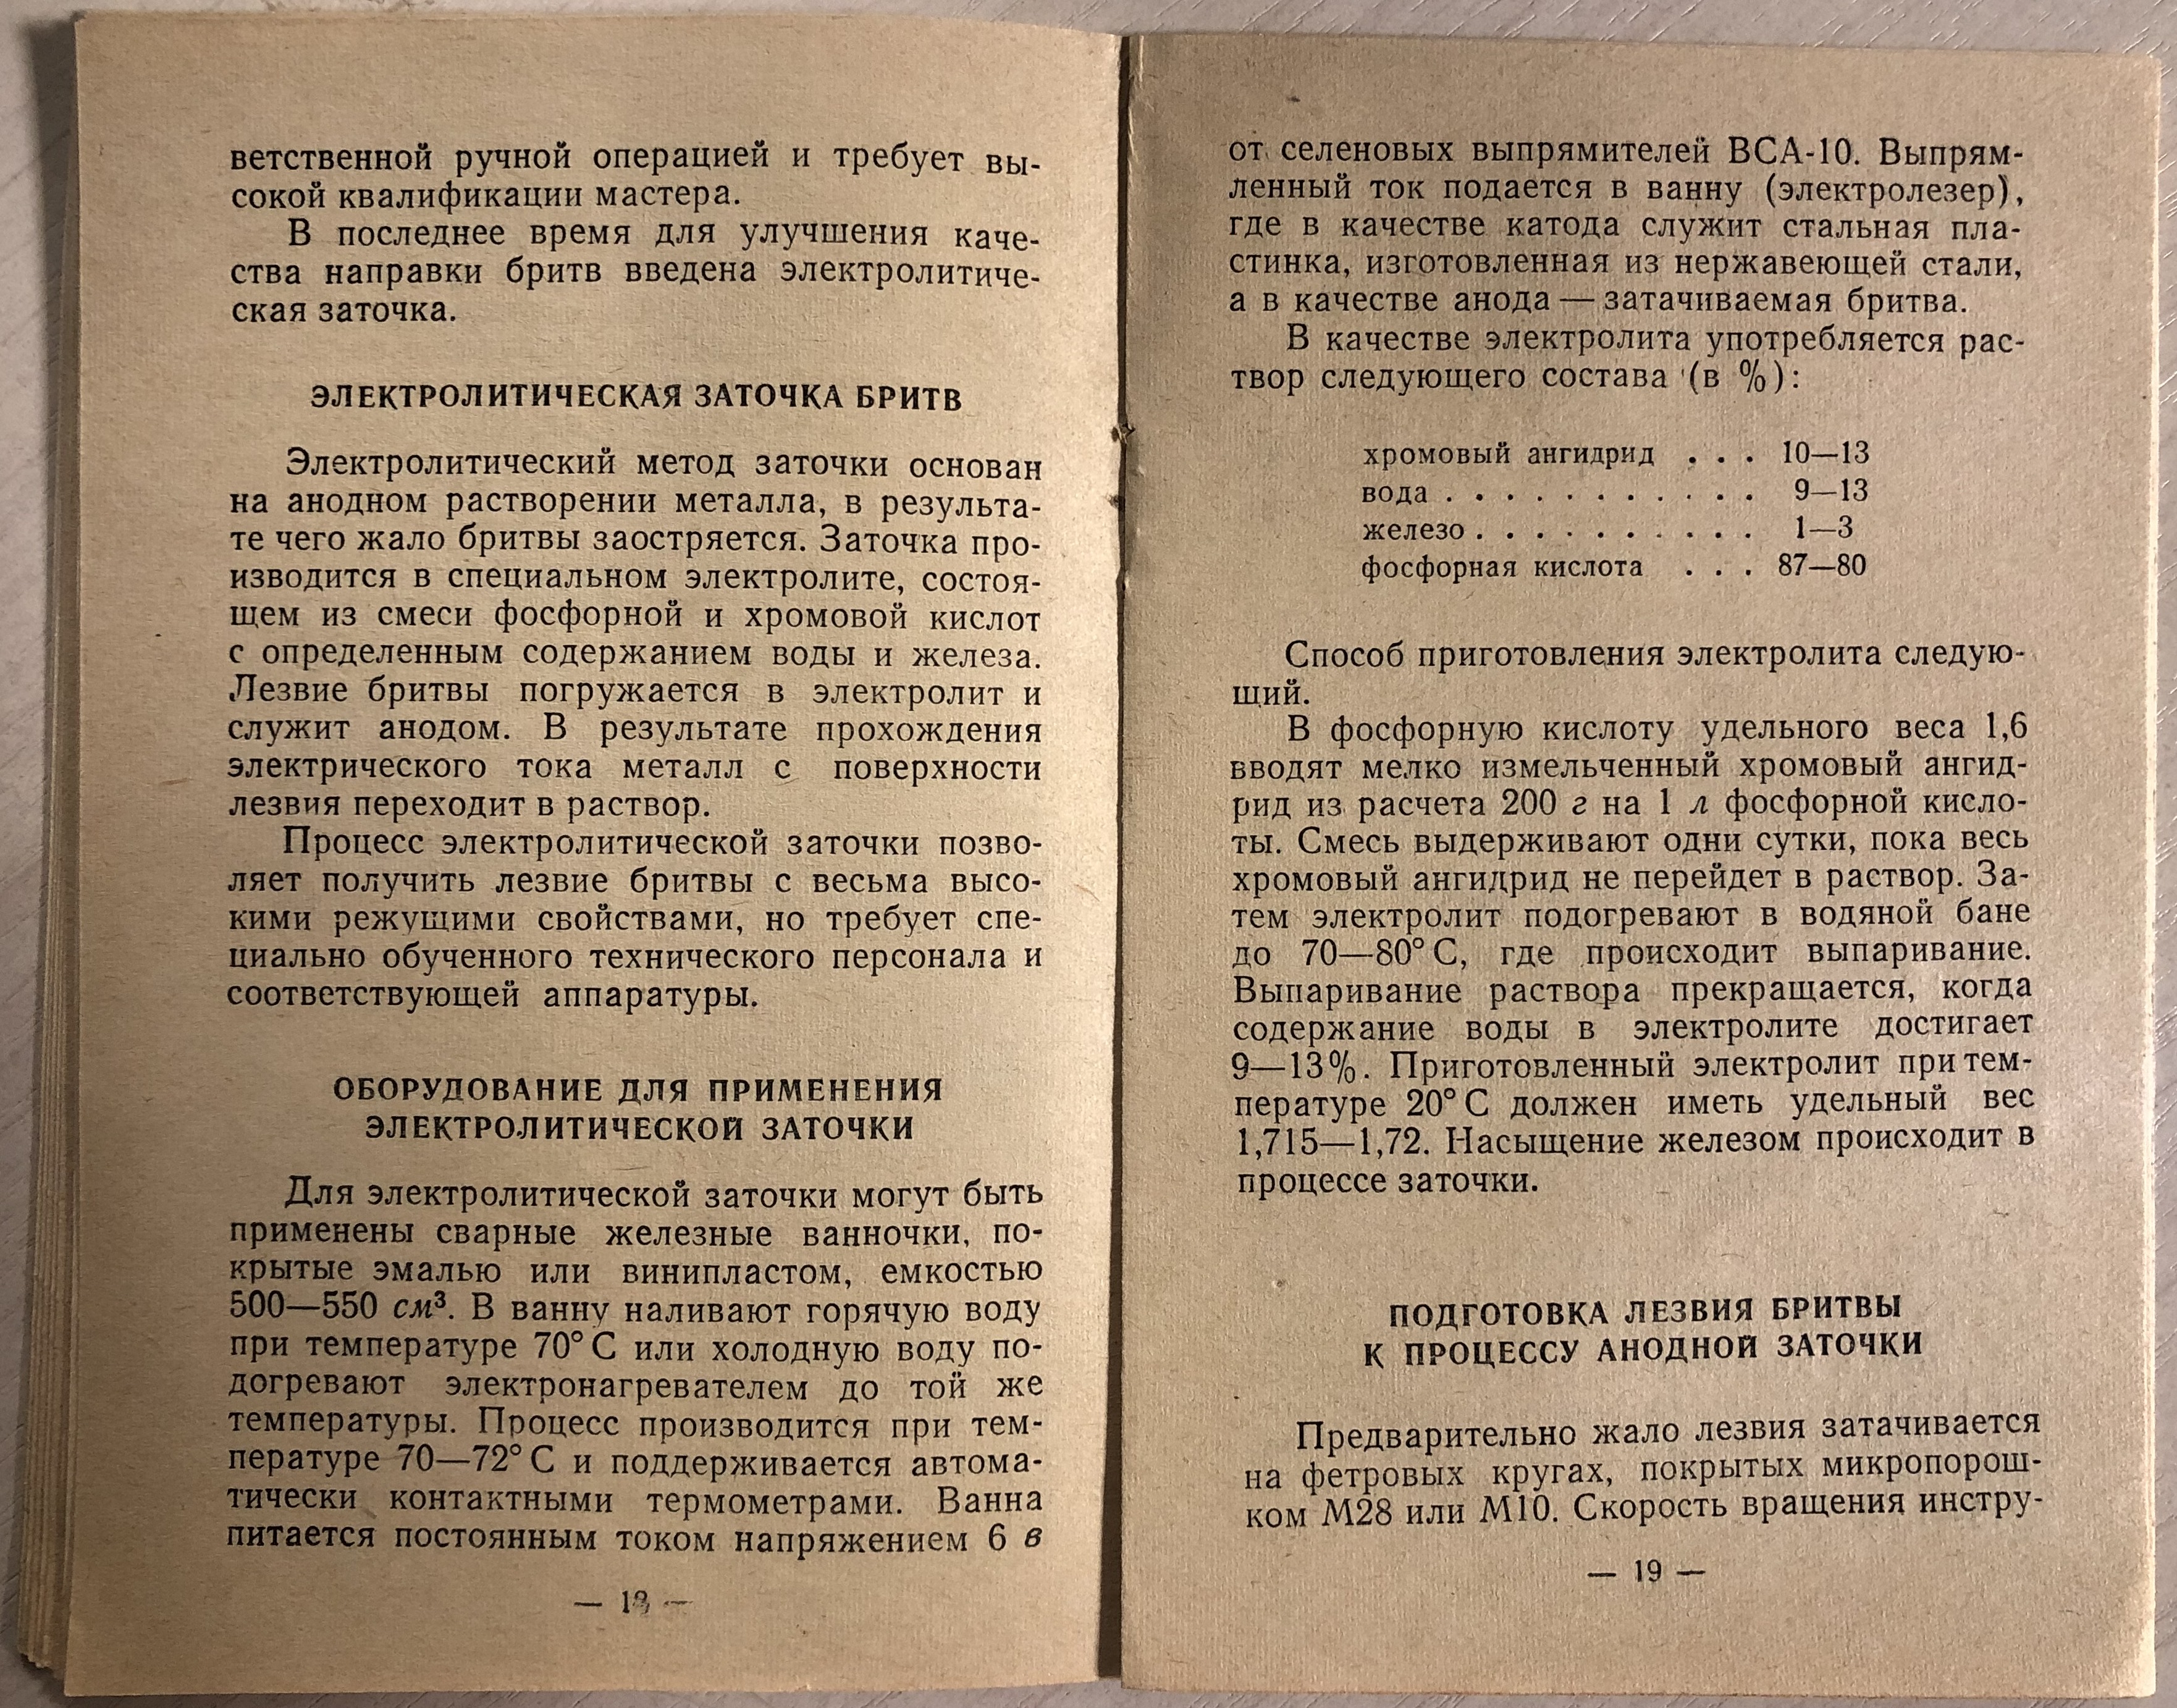 ветственной ручной операцией и требует вы-
сокой квалификации мастера.
В последнее время для улучшения каче-
ства направки бритв введена электролитиче-
ская заточка.
ЭЛЕКТРОЛИТИЧЕСКАЯ ЗАТОЧКА БРИТВ
Электролитический метод заточки основан
на анодном растворении металла, в результа-
те чего жало бритвы заостряется. Заточка про-
изводится в специальном электролите, состоя-
щем из смеси фосфорной и хромовой кислот
с определенным содержанием воды и железа.
Лезвие бритвы погружается в электролит и
служит анодом. В результате прохождения
электрического тока металл с поверхности
лезвия переходит в раствор.
Процесс электролитической заточки позво-
ляет получить лезвие бритвы с весьма высо-
кими режущими свойствами, но требует спе-
циально обученного технического персонала и
соответствующей аппаратуры.
ОБОРУДОВАНИЕ ДЛЯ ПРИМЕНЕНИЯ
ЭЛЕКТРОЛИТИЧЕСКОЙ ЗАТОЧКИ
Для электролитической заточки могут быть
применены сварные железные ванночки, по-
крытые эмалью или винипластом, емкостью
500—550 см³. В ванну наливают горячую воду
при температуре 70° С или холодную воду по-
догревают электронагревателем до той же
температуры. Процесс производится при тем-
пературе 70—72° С и поддерживается автома-
тически контактными термометрами. Ванна
питается постоянным током напряжением 6 в
— 18 —
от селеновых выпрямителей ВСА-10. Выпрям-
ленный ток подается в ванну (электролезер),
где в качестве катода служит стальная пла-
стинка, изготовленная из нержавеющей стали,
а в качестве анода — затачиваемая бритва.
В качестве электролита употребляется рас-
твор следующего состава (в %):
хромовый ангидрид . . . 10—13
вода . . . . . . . . . . . 9—13
железо . . . . . . . . . . 1—3
фосфорная кислота . . . 87—80
Способ приготовления электролита следую-
щий.
В фосфорную кислоту удельного веса 1,6
вводят мелко измельченный хромовый ангид-
рид из расчета 200 г на 1 л фосфорной кисло-
ты. Смесь выдерживают одни сутки, пока весь
хромовый ангидрид не перейдет в раствор. За-
тем электролит подогревают в водяной бане
до 70—80° С, где происходит выпаривание.
Выпаривание раствора прекращается, когда
содержание воды в электролите достигает
9—13%. Приготовленный электролит при тем-
пературе 20° С должен иметь удельный вес
1,715—1,72. Насыщение железом происходит в
процессе заточки.
ПОДГОТОВКА ЛЕЗВИЯ БРИТВЫ
К ПРОЦЕССУ АНОДНОЙ ЗАТОЧКИ
Предварительно жало лезвия затачивается
на фетровых кругах, покрытых микропорош-
ком М28 или М10. Скорость вращения инстру-
— 19 —